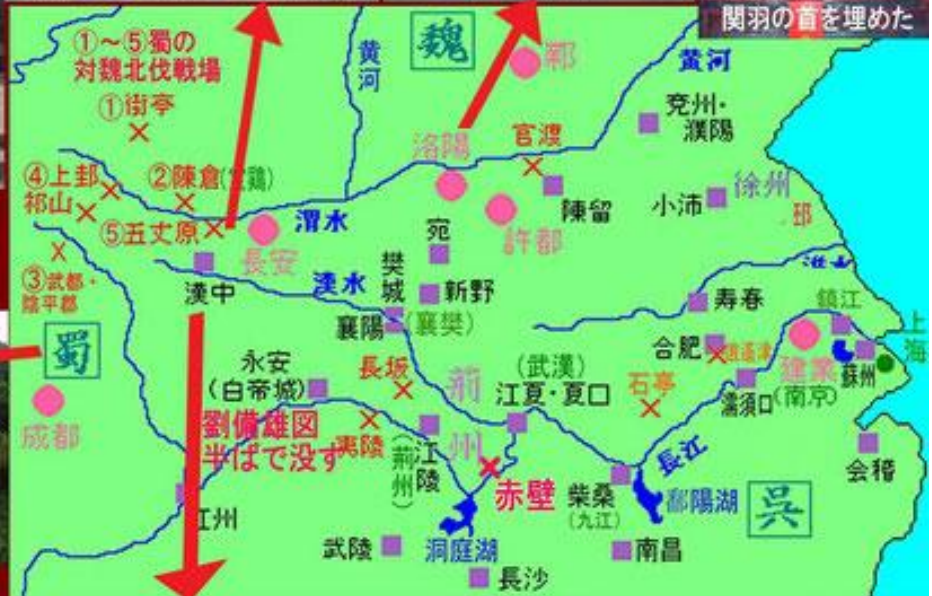 関羽の首を埋めた
①～⑤蜀の
対魏北伐戦場
①街亭
黄河
魏
鄴
黄河
兗州・
濮陽
洛陽
官渡
④上邽
祁山
②陳倉(宝鶏)
⑤五丈原
渭水
長安
陳留
許都
小沛
徐州
宛
③武都・
陰平郡
漢中
漢水
樊
城
新野
襄陽
(襄樊)
寿春
鎮江
上
海
蜀
成都
永安
(白帝城)
長坂
荊
州
(武漢)
江夏・夏口
合肥
逍遥津
石亭
濡須口
建業
(南京)
蘇州
劉備雄図
半ばで没す
夷陵
江
陵
(荊
州)
赤壁
柴桑
(九江)
長江
鄱陽湖
呉
会稽
江州
武陵
洞庭湖
長沙
南昌